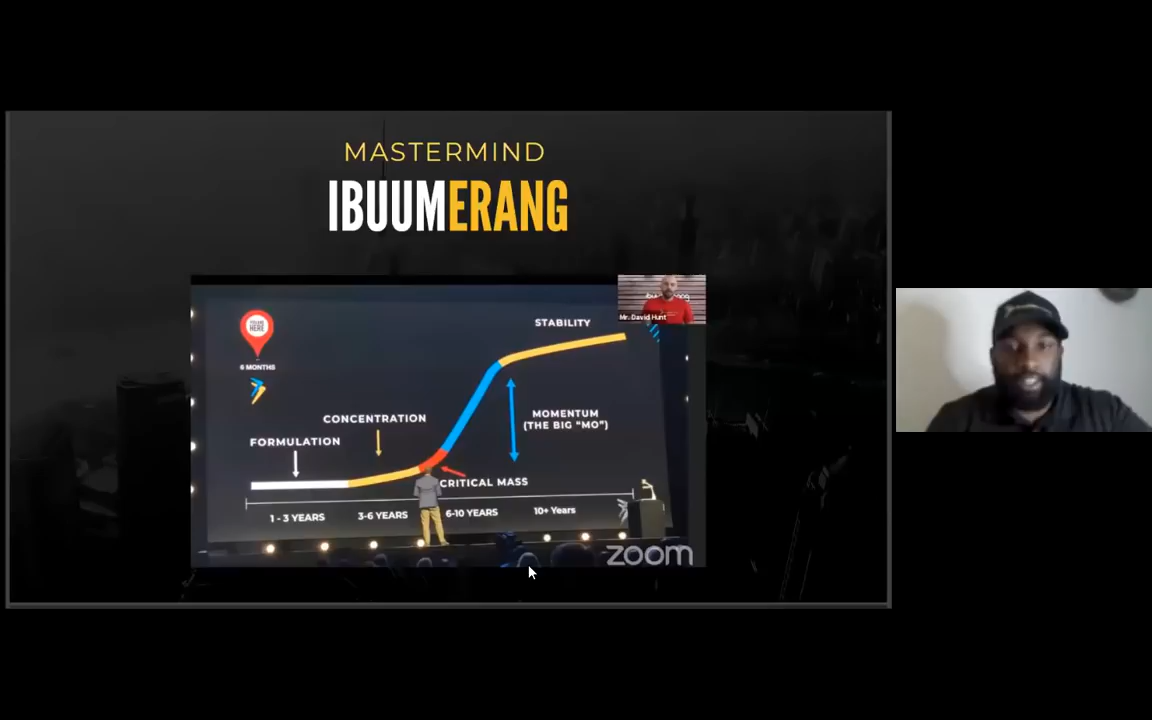 MASTERMIND
IBUUMERANG
Mr. David Hunt
YOU ARE
HERE
6 MONTHS
STABILITY
CONCENTRATION
MOMENTUM
(THE BIG "MO")
FORMULATION
CRITICAL MASS
1 - 3 YEARS
3-6 YEARS
6-10 YEARS
10+ Years
zoom